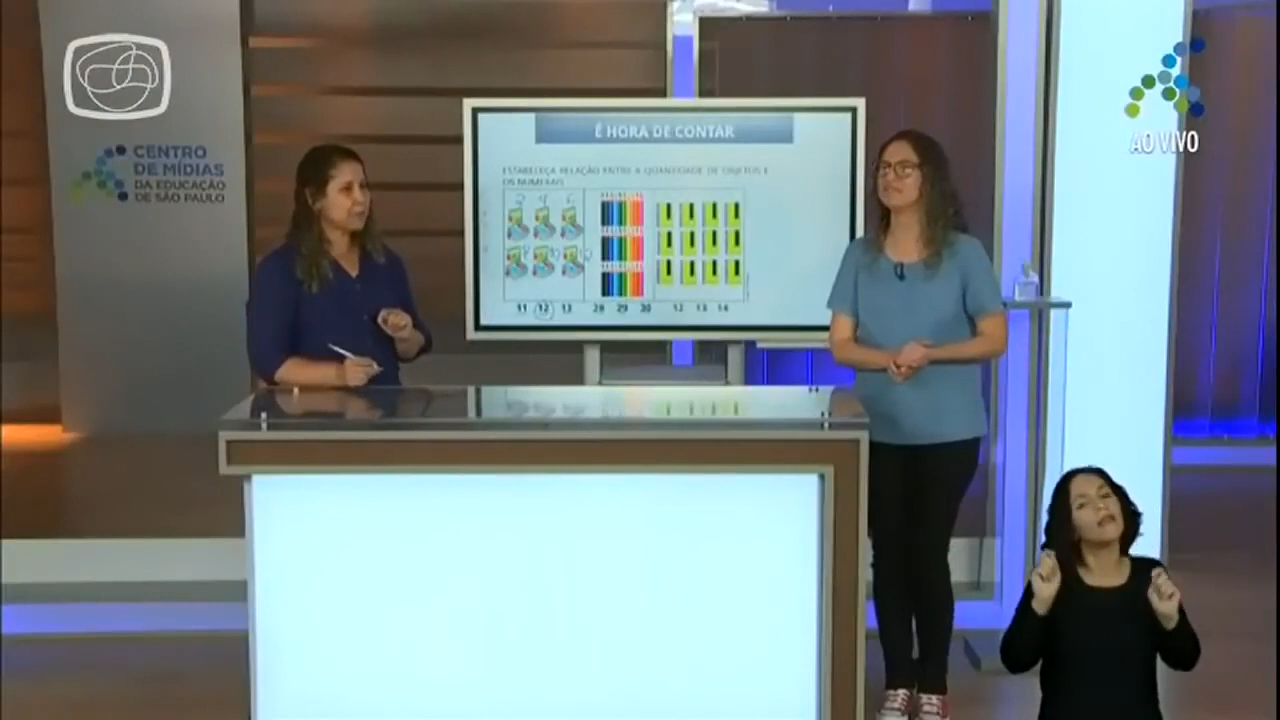 CENTRO
DE MÍDIAS
DA EDUCAÇÃO
DE SÃO PAULO
É HORA DE CONTAR
ESTABELEÇA RELAÇÃO ENTRE A QUANTIDADE DE OBJETOS E
OS NUMERAIS
11 12 13 28 29 30 12 13 14
AO VIVO